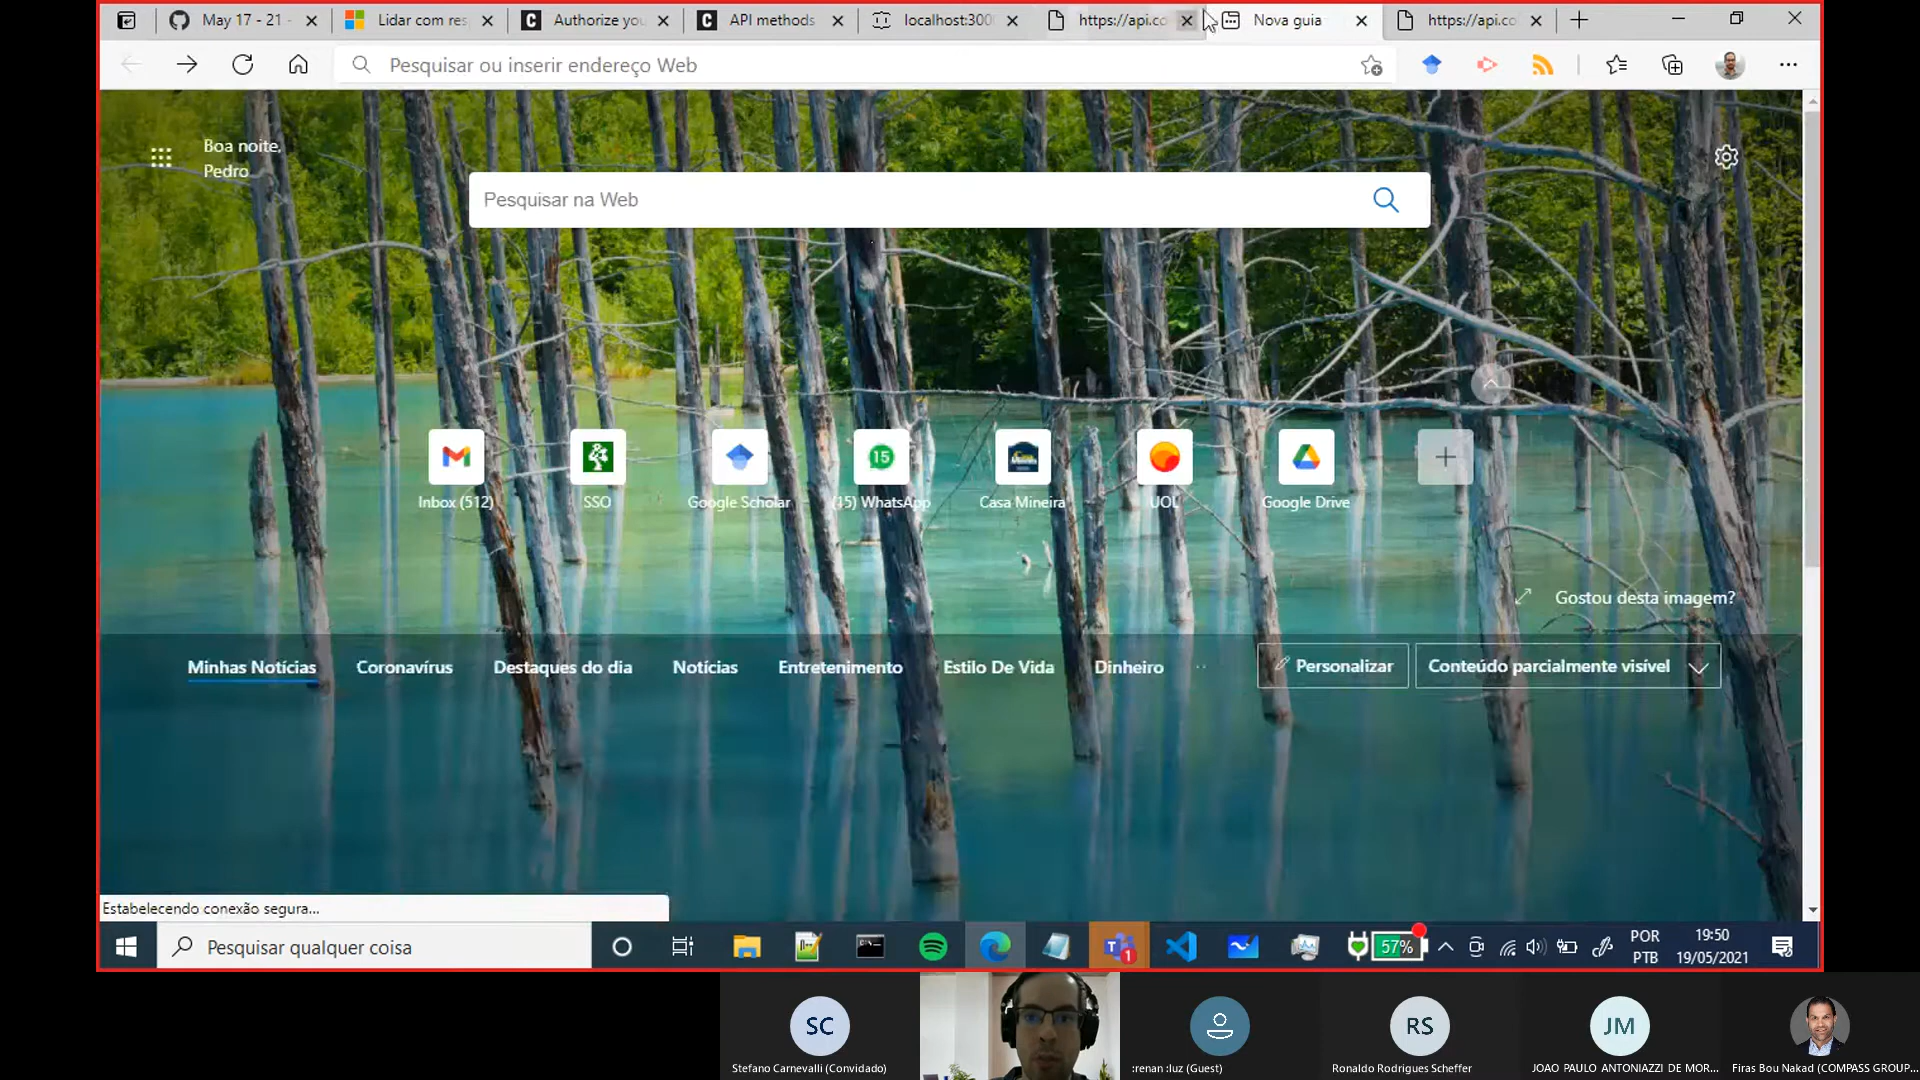 May 17 - 21 -
Lidar com res
Authorize you
API methods
localhost:300
https://api.co
Nova guia
https://api.co
Pesquisar ou inserir endereço Web
Boa noite,
Pedro
Pesquisar na Web
Inbox (512)
SSO
Google Scholar
15
(15) WhatsApp
Casa Mineira
UOL
Google Drive
Gostou desta imagem?
Minhas Notícias
Coronavírus
Destaques do dia
Notícias
Entretenimento
Estilo De Vida
Dinheiro
Personalizar
Conteúdo parcialmente visível
Estabelecendo conexão segura...
Pesquisar qualquer coisa
1
57%
POR
PTB
19:50
19/05/2021
SC
Stefano Carnevalli (Convidado)
:renan :luz (Guest)
RS
Ronaldo Rodrigues Scheffer
JM
JOAO PAULO ANTONIAZZI DE MOR...
Firas Bou Nakad (COMPASS GROUP...